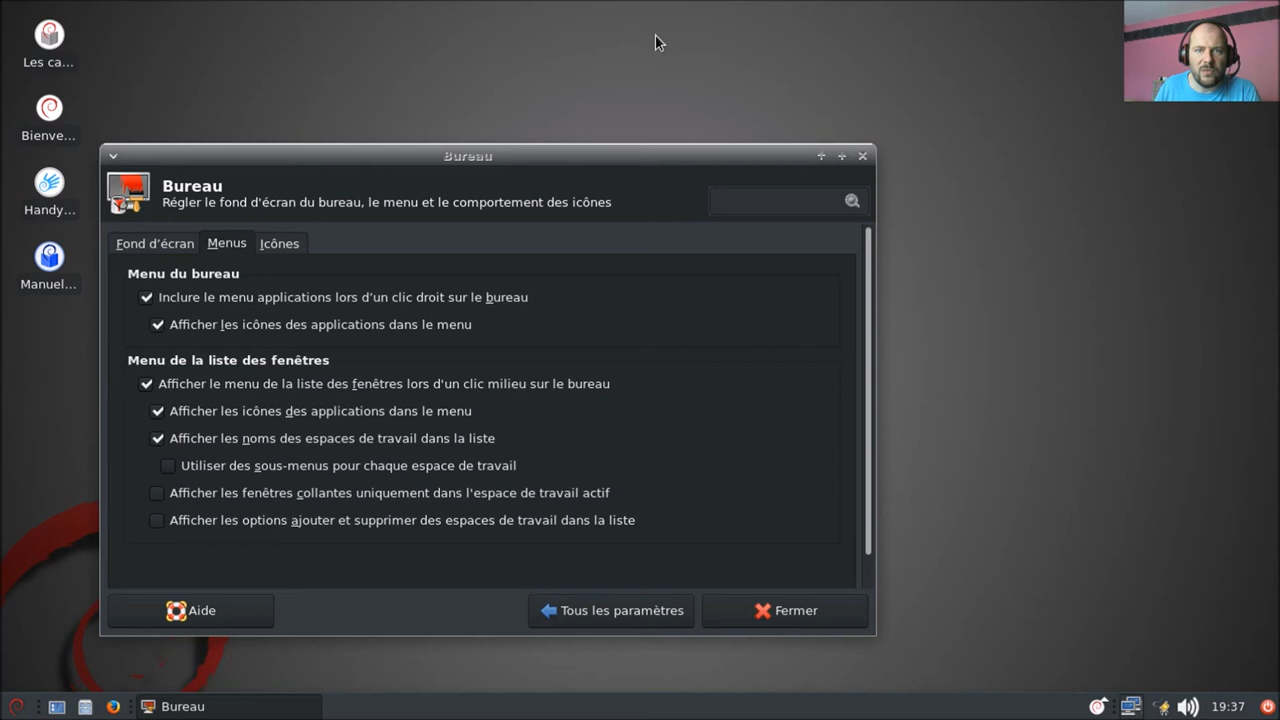 Les ca...
Bienve...
Handy...
Manuel...
Bureau
Bureau
Régler le fond d'écran du bureau, le menu et le comportement des icônes
Fond d'écran Menus Icônes
Menu du bureau
Inclure le menu applications lors d'un clic droit sur le bureau
Afficher les icônes des applications dans le menu
Menu de la liste des fenêtres
Afficher le menu de la liste des fenêtres lors d'un clic milieu sur le bureau
Afficher les icônes des applications dans le menu
Afficher les noms des espaces de travail dans la liste
Utiliser des sous-menus pour chaque espace de travail
Afficher les fenêtres collantes uniquement dans l'espace de travail actif
Afficher les options ajouter et supprimer des espaces de travail dans la liste
Aide Tous les paramètres Fermer
Bureau 19:37